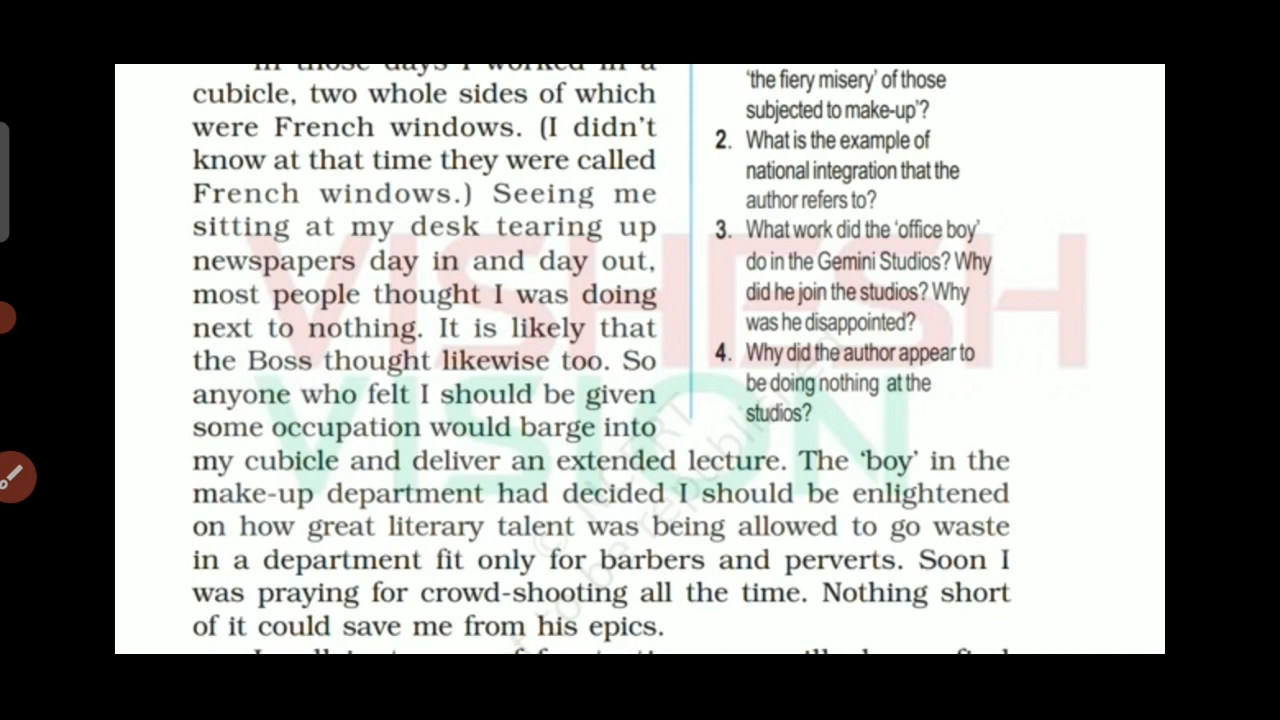 cubicle, two whole sides of which
were French windows. (I didn't
know at that time they were called
French windows.) Seeing me
sitting at my desk tearing up
newspapers day in and day out,
most people thought I was doing
next to nothing. It is likely that
the Boss thought likewise too. So
anyone who felt I should be given
some occupation would barge into
my cubicle and deliver an extended lecture. The 'boy' in the
make-up department had decided I should be enlightened
on how great literary talent was being allowed to go waste
in a department fit only for barbers and perverts. Soon I
was praying for crowd-shooting all the time. Nothing short
of it could save me from his epics.
'the fiery misery' of those
subjected to make-up'?
2. What is the example of
national integration that the
author refers to?
3. What work did the 'office boy'
do in the Gemini Studios? Why
did he join the studios? Why
was he disappointed?
4. Why did the author appear to
be doing nothing at the
studios?
VISHESH
VISION